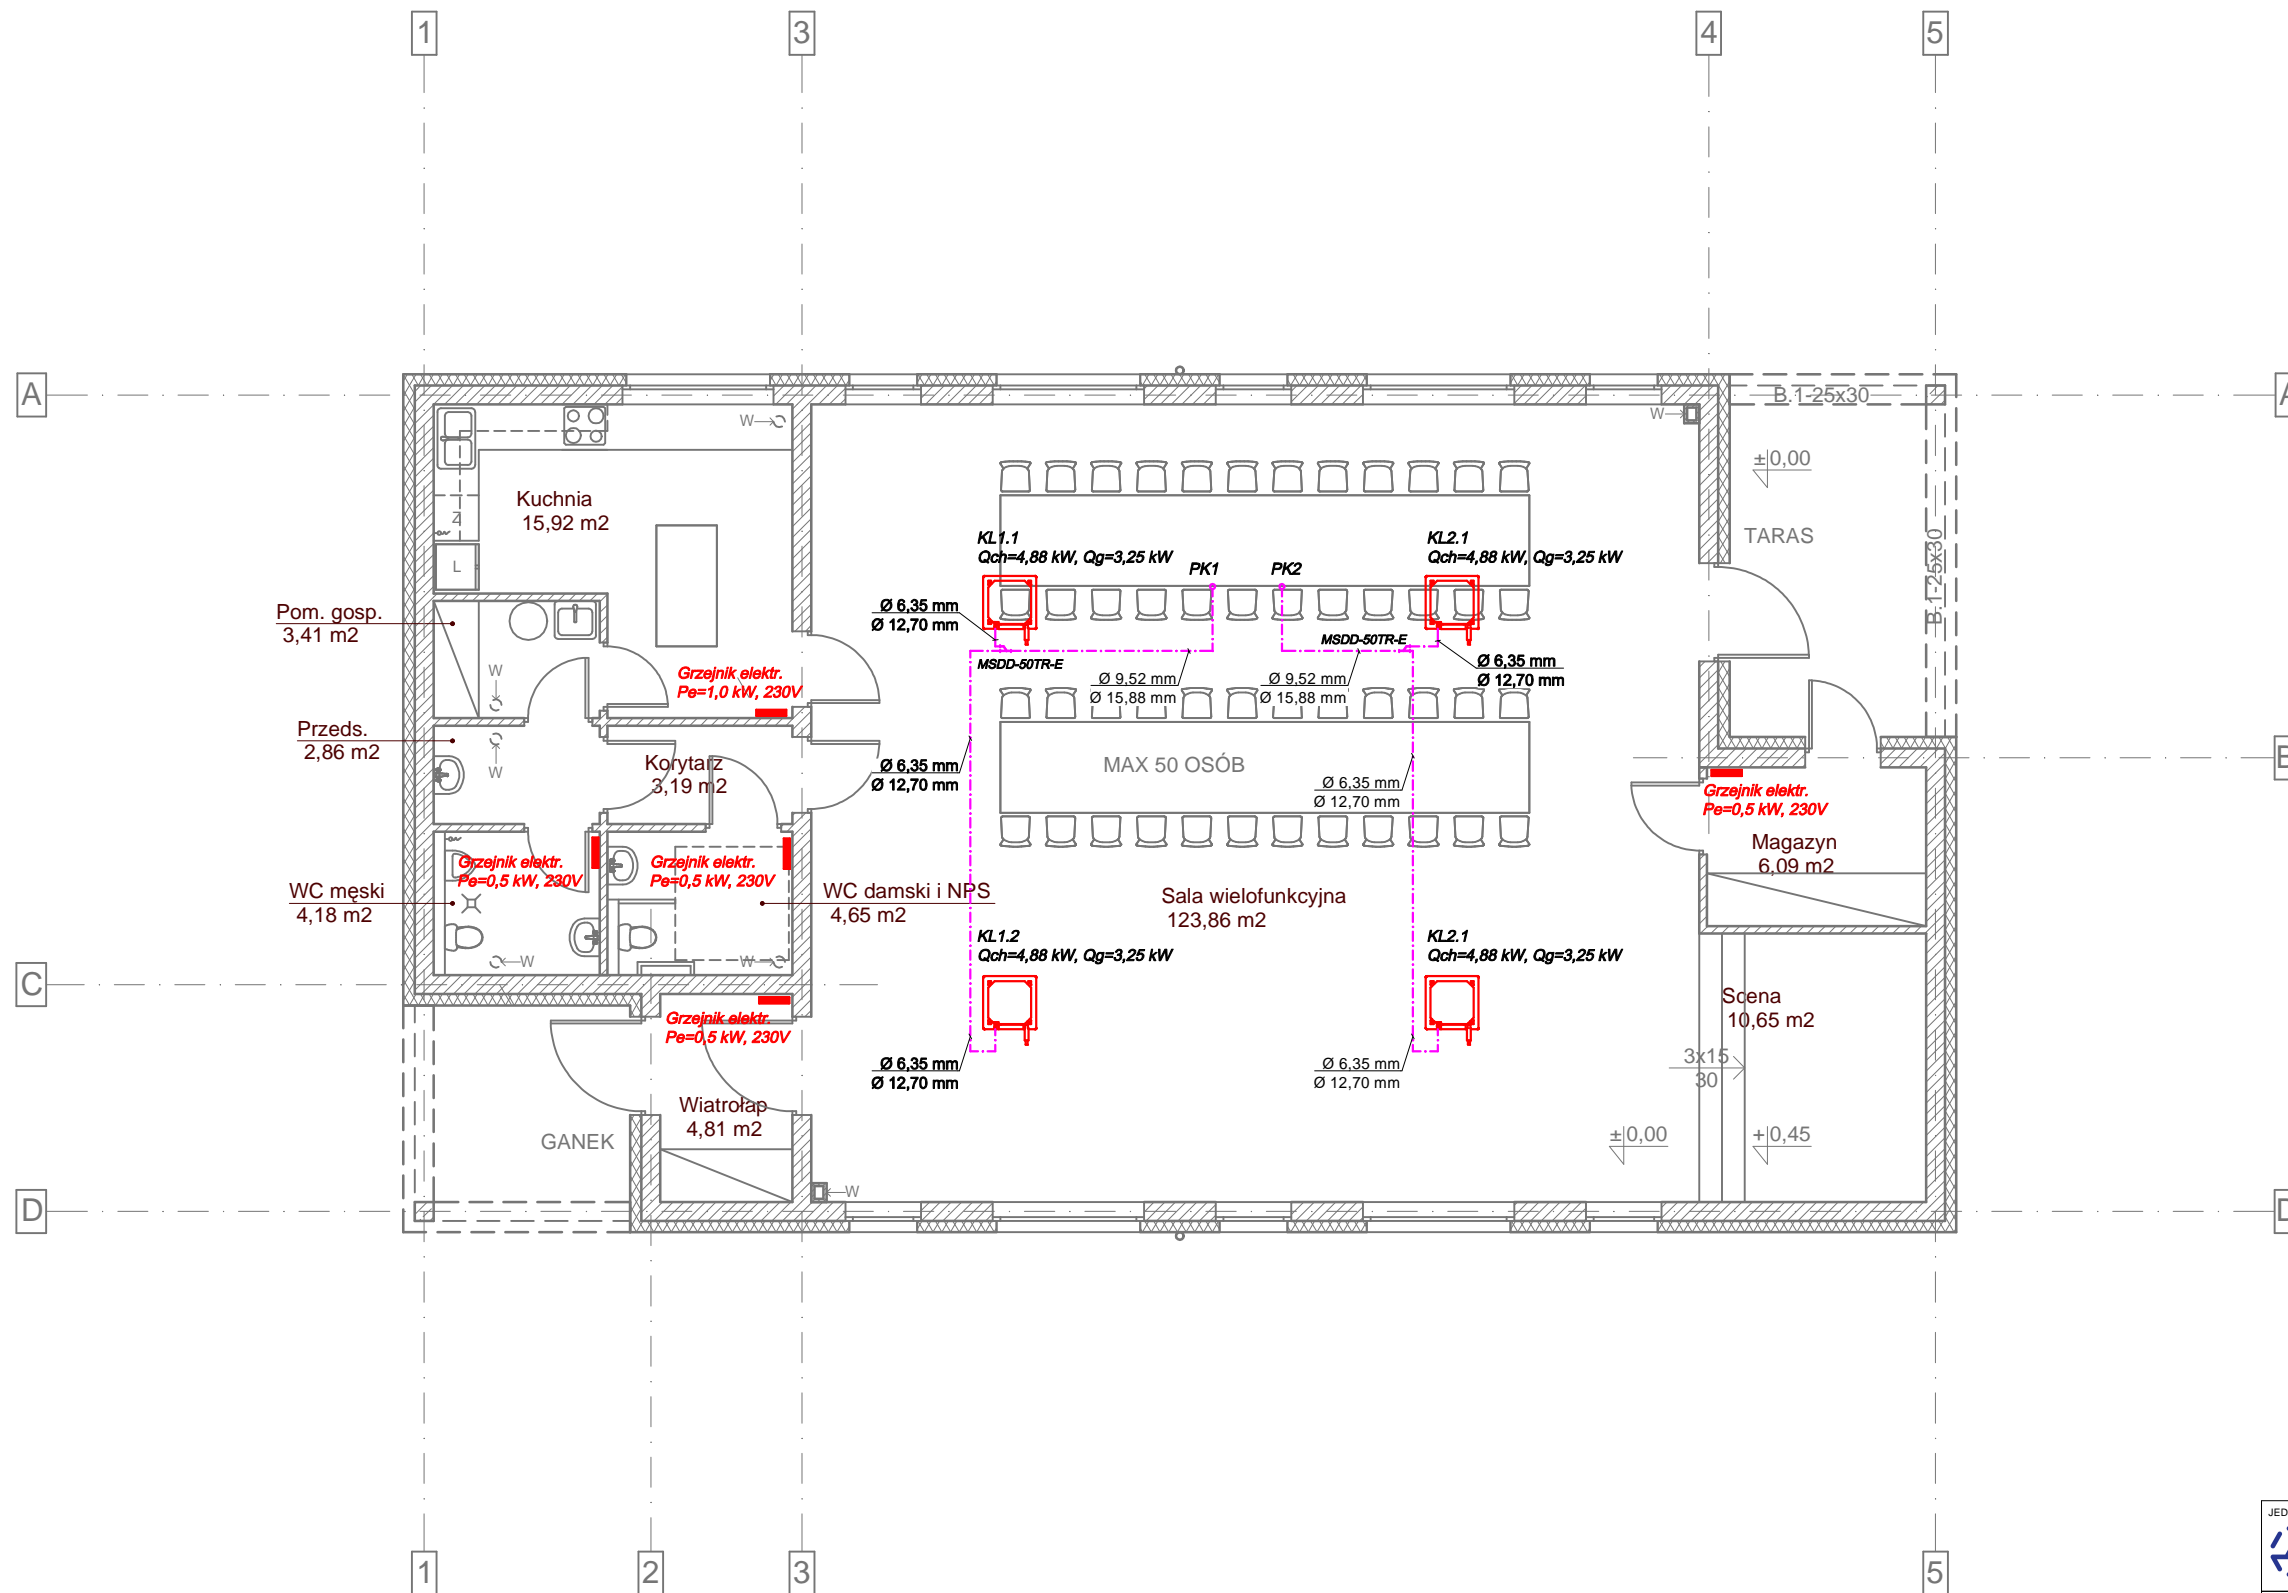 1
3
4
5
A
B.1-25x30
W
W
±0,00
TARAS
B.1-25x30
Kuchnia
15,92 m2
Z
L
KL1.1
Qch=4,88 kW, Qg=3,25 kW
PK1
PK2
KL2.1
Qch=4,88 kW, Qg=3,25 kW
Pom. gosp.
3,41 m2
W
Ø 6,35 mm
Ø 12,70 mm
MSDD-50TR-E
MSDD-50TR-E
Ø 6,35 mm
Ø 12,70 mm
Grzejnik elektr.
Pe=1,0 kW, 230V
Ø 9,52 mm
Ø 15,88 mm
Ø 9,52 mm
Ø 15,88 mm
Przeds.
2,86 m2
W
Korytarz
3,19 m2
Ø 6,35 mm
Ø 12,70 mm
MAX 50 OSÓB
Ø 6,35 mm
Ø 12,70 mm
Grzejnik elektr.
Pe=0,5 kW, 230V
Magazyn
6,09 m2
Grzejnik elektr.
Pe=0,5 kW, 230V
Grzejnik elektr.
Pe=0,5 kW, 230V
WC męski
4,18 m2
WC damski i NPS
4,65 m2
Sala wielofunkcyjna
123,86 m2
W
W
KL1.2
Qch=4,88 kW, Qg=3,25 kW
KL2.1
Qch=4,88 kW, Qg=3,25 kW
C
Scena
10,65 m2
Grzejnik elektr.
Pe=0,5 kW, 230V
Ø 6,35 mm
Ø 12,70 mm
Ø 6,35 mm
Ø 12,70 mm
3x15
30
Wiatrołap
4,81 m2
GANEK
±0,00
+0,45
W
D
JED
1
2
3
5